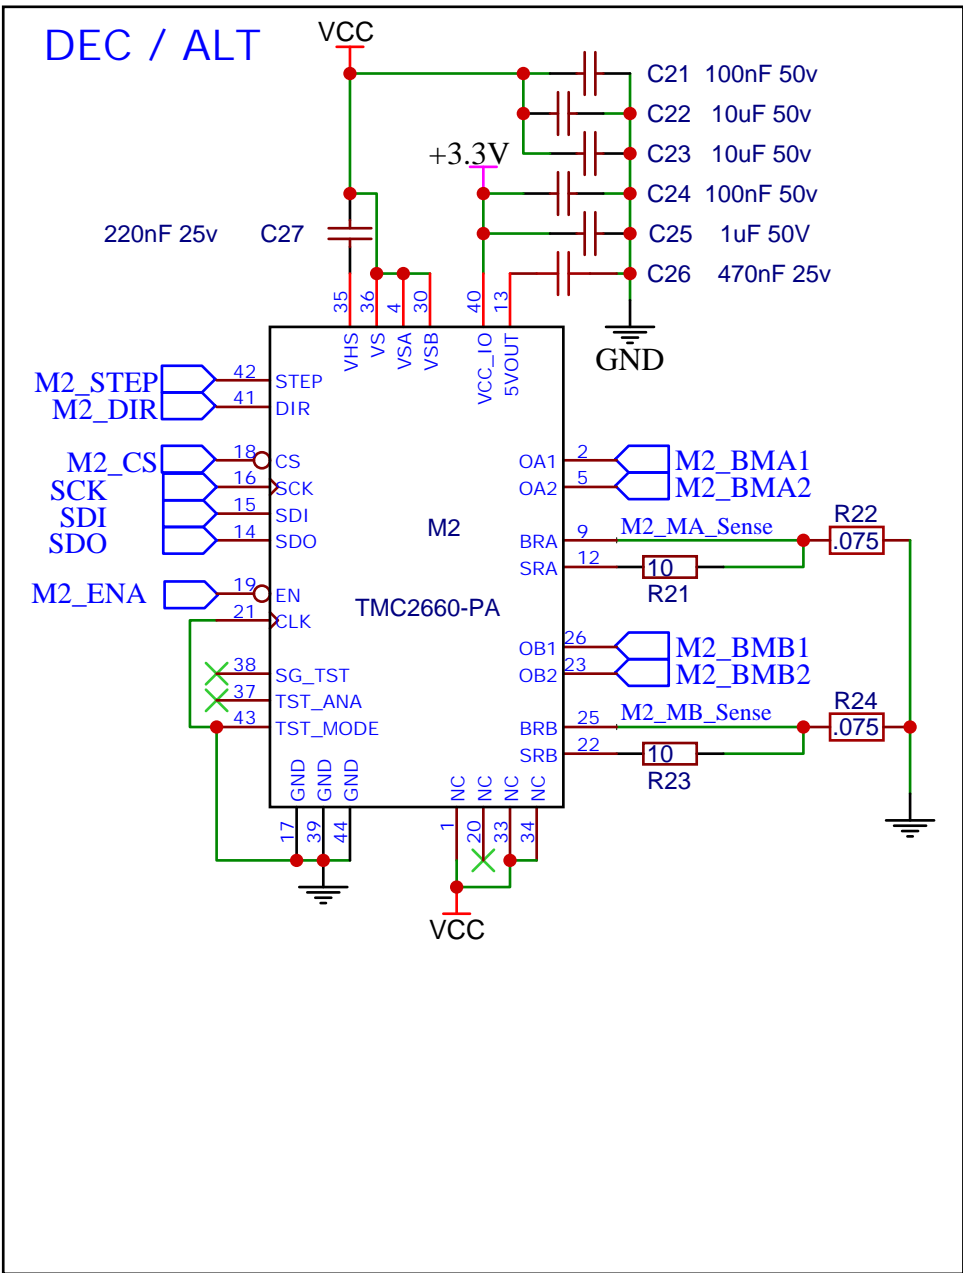 DEC / ALT
VCC
C21 100nF 50v
C22 10uF 50v
C23 10uF 50v
+3.3V
C24 100nF 50v
220nF 25v C27
C25 1uF 50V
C26 470nF 25v
GND
35 36 4 30 40 13
VHS VS VSA VSB VCC_IO 5VOUT
M2_STEP 42 STEP
M2_DIR 41 DIR
M2_CS 18 CS
SCK 16 SCK
SDI 15 SDI
SDO 14 SDO
M2_ENA 19 EN
21 CLK
38 SG_TST
37 TST_ANA
43 TST_MODE
M2
TMC2660-PA
OA1 2 M2_BMA1
OA2 5 M2_BMA2
BRA 9 M2_MA_Sense
R22
.075
SRA 12 10
R21
OB1 26 M2_BMB1
OB2 23 M2_BMB2
BRB 25 M2_MB_Sense
R24
.075
SRB 22 10
R23
GND GND GND NC NC NC NC
17 39 44 1 20 33 34
VCC